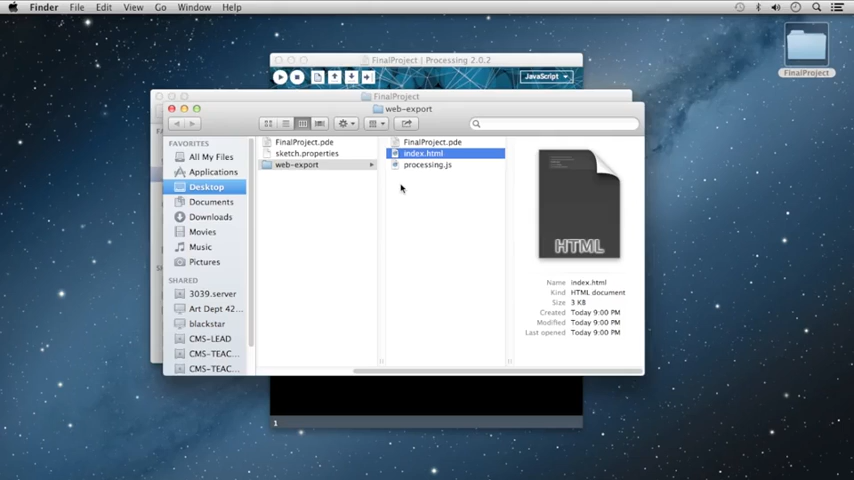 Finder File Edit View Go Window Help
FinalProject
FinalProject | Processing 2.0.2
JavaScript
FinalProject
web-export
FAVORITES
All My Files
Applications
Desktop
Documents
Downloads
Movies
Music
Pictures
SHARED
3039.server
Art Dept 42...
blackstar
CMS-LEAD
CMS-TEAC...
CMS-TEAC...
FinalProject.pde
sketch.properties
web-export
FinalProject.pde
index.html
processing.js
HTML
Name index.html
Kind HTML document
Size 3 KB
Created Today 9:00 PM
Modified Today 9:00 PM
Last opened Today 9:00 PM
1